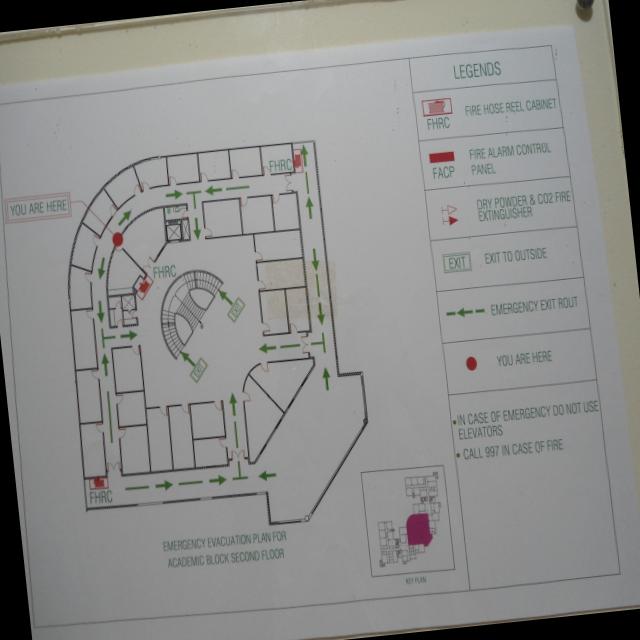 LEGENDS
FHRC
FIRE HOSE REEL CABINET
FACP
FIRE ALARM CONTROL
PANEL
DRY POWDER & CO2 FIRE
EXTINGUISHER
EXIT
EXIT TO OUTSIDE
EMERGENCY EXIT ROUT
YOU ARE HERE
• IN CASE OF EMERGENCY DO NOT USE
ELEVATORS
• CALL 997 IN CASE OF FIRE
YOU ARE HERE
FHRC
FHRC
EXIT
EXIT
FHRC
EMERGENCY EVACUATION PLAN FOR
ACADEMIC BLOCK SECOND FLOOR
KEY PLAN